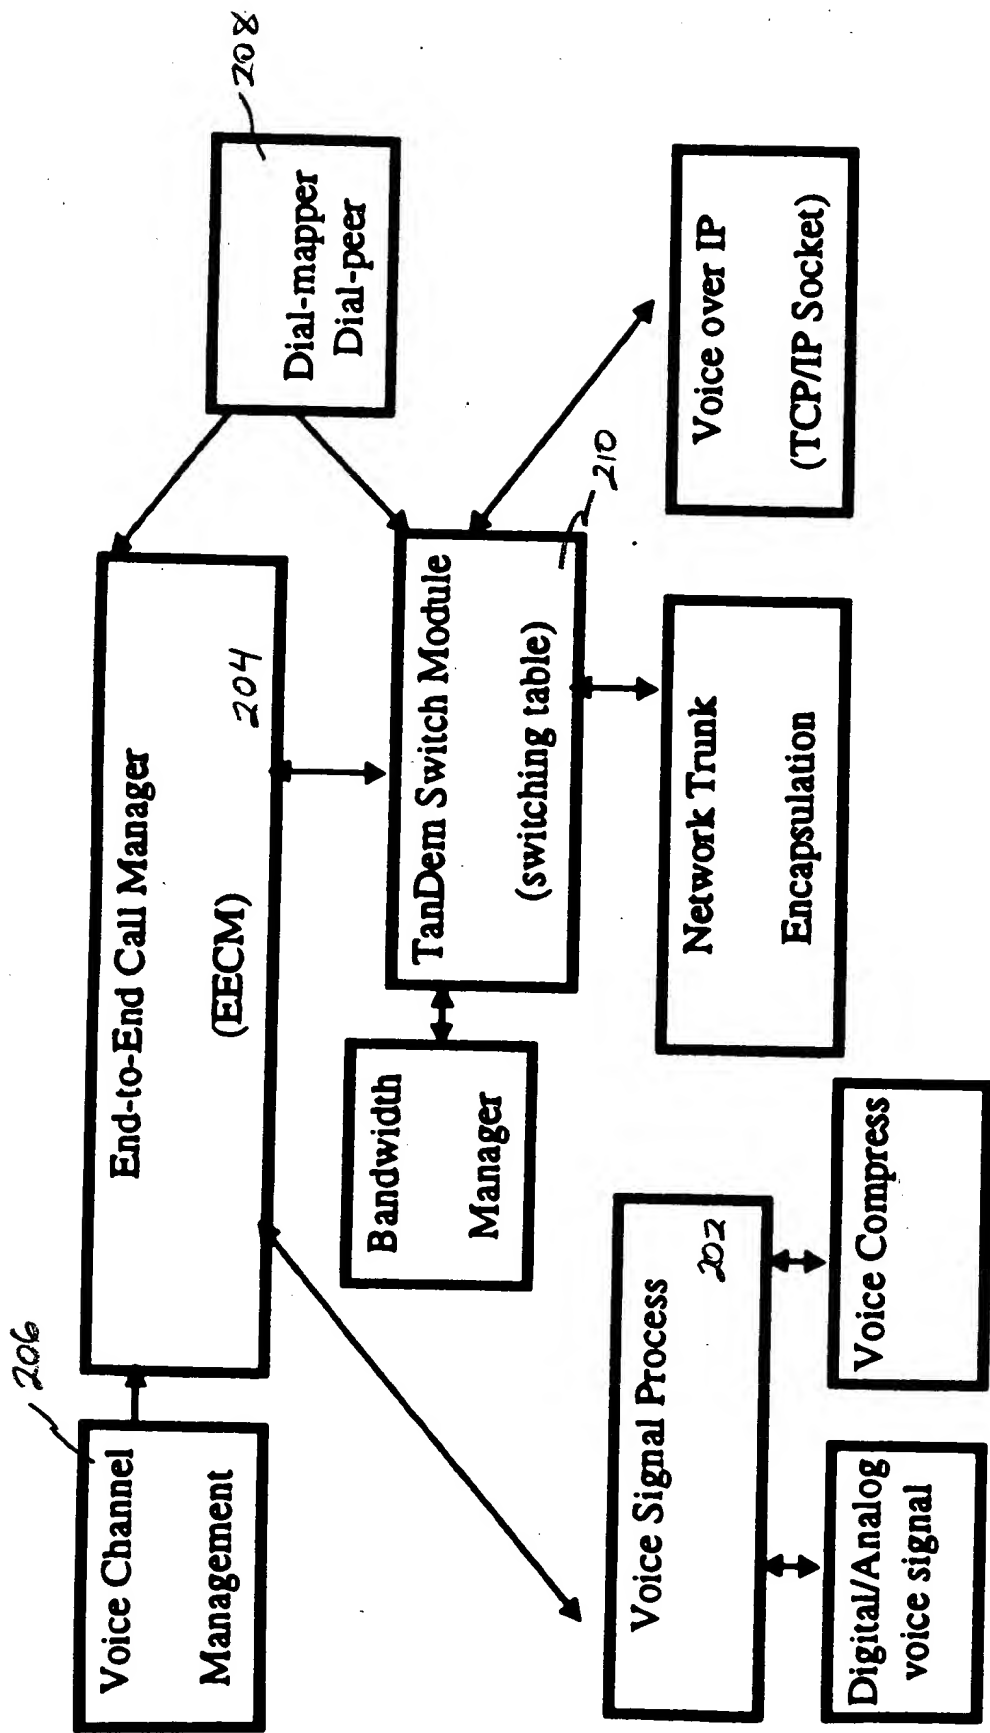 206
Voice Channel
Management
End-to-End Call Manager
(EECM)
204
208
Dial-mapper
Dial-peer
Bandwidth
Manager
TanDem Switch Module
(switching table)
210
Voice Signal Process
202
Network Trunk
Encapsulation
Voice over IP
(TCP/IP Socket)
Digital/Analog
voice signal
Voice Compress